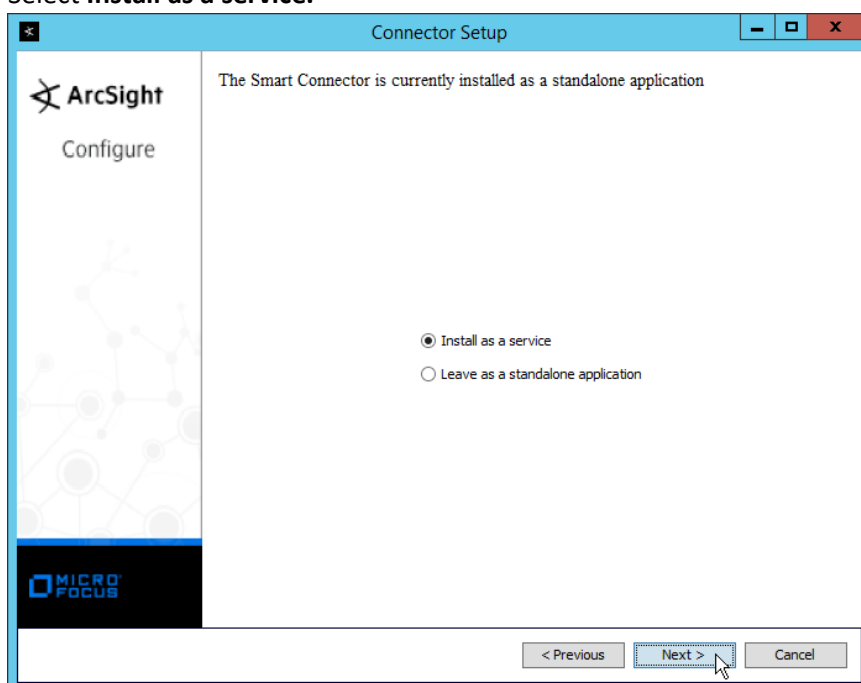 Select Install as a service.
Connector Setup
ArcSight
The Smart Connector is currently installed as a standalone application
Configure
Install as a service
Leave as a standalone application
MICRO
FOCUS
< Previous
Next >
Cancel